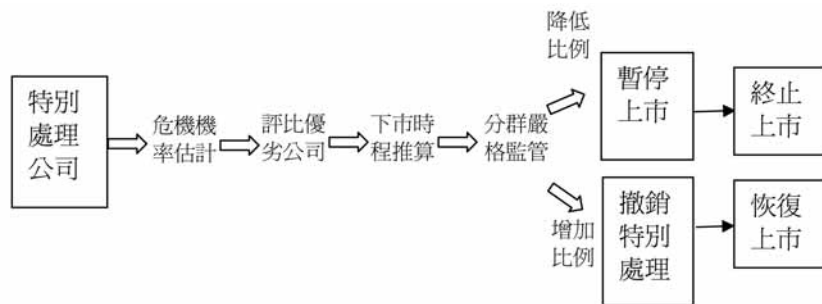 特別
處理
公司
危機機
率估計
評比優
劣公司
下市時
程推算
分群嚴
格監管
降低
比例
暫停
上市
終止
上市
增加
比例
撤銷
特別
處理
恢復
上市